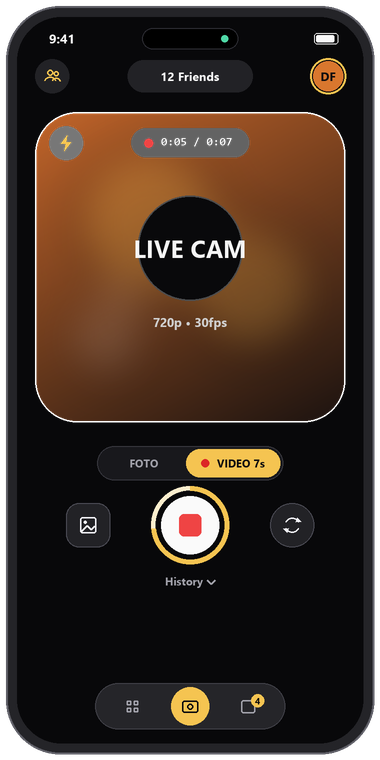 9:41
12 Friends
DF
0:05 / 0:07
LIVE CAM
720p • 30fps
FOTO
VIDEO 7s
History
4